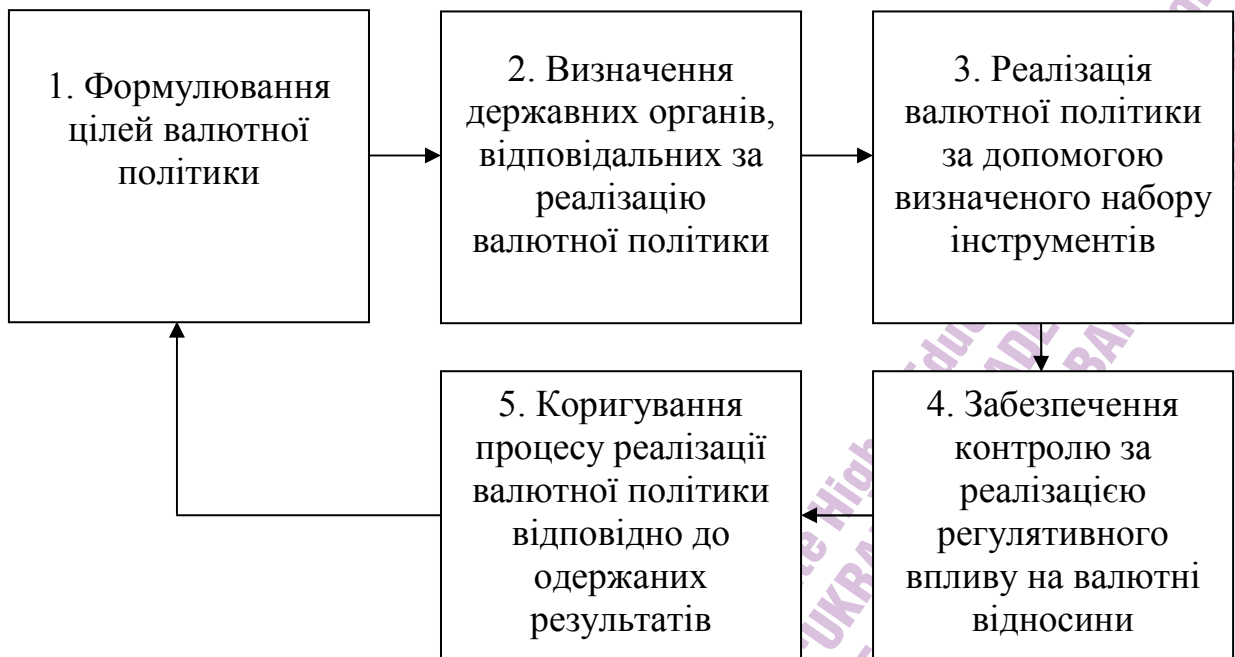 1. Формулювання
цілей валютної
політики
2. Визначення
державних органів,
відповідальних за
реалізацію
валютної політики
3. Реалізація
валютної політики
за допомогою
визначеного набору
інструментів
4. Забезпечення
контролю за
реалізацією
регулятивного
впливу на валютні
відносини
5. Коригування
процесу реалізації
валютної політики
відповідно до
одержаних
результатів